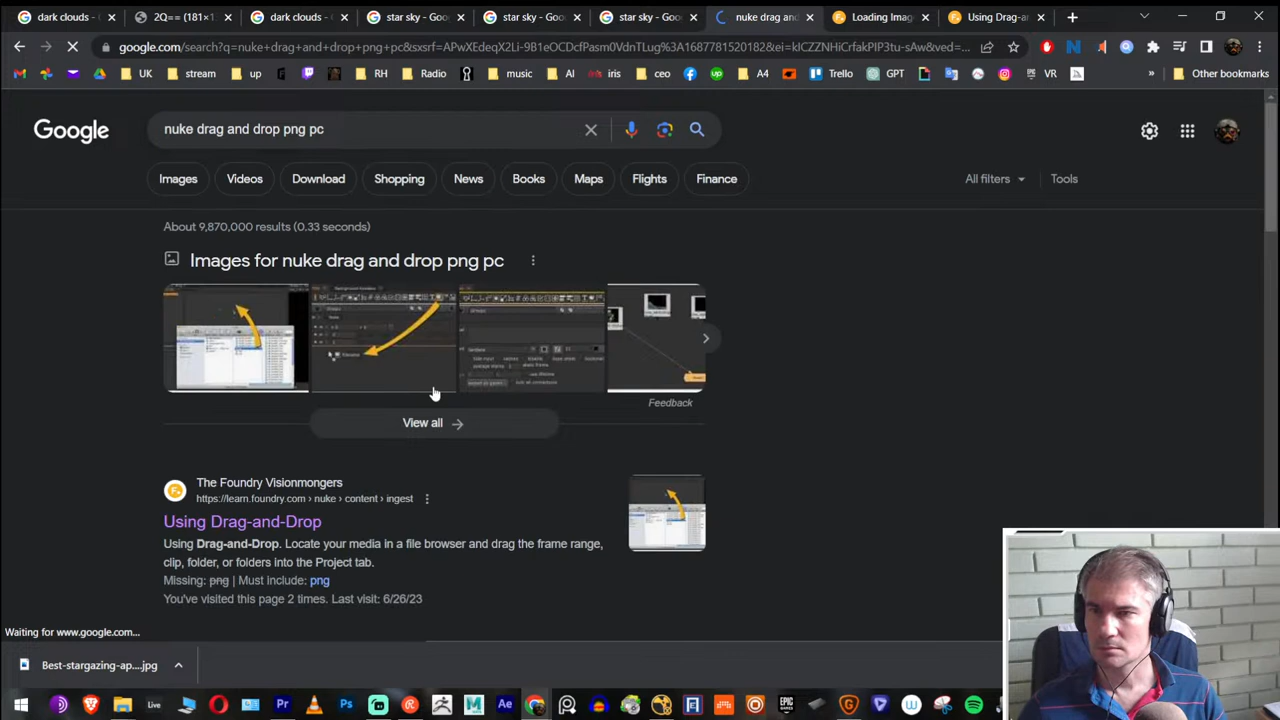 dark clouds - Goo
2Q== (181×1
dark clouds - Goo
star sky - Goo
star sky - Goo
star sky - Goo
nuke drag and
Loading Imag
Using Drag-an
google.com/search?q=nuke+drag+and+drop+png+pc&sxsrf=APwXEdeqX2Li-9B1eOCDcfPasm0VdnTLug%3A1687781520182&ei=klCZZNHiCrfakPIP3tu-sAw&ved=...
UK
stream
up
RH
Radio
music
AI
iris
ceo
A4
Trello
GPT
VR
»
Other bookmarks
Google
nuke drag and drop png pc
Images
Videos
Download
Shopping
News
Books
Maps
Flights
Finance
All filters
Tools
About 9,870,000 results (0.33 seconds)
Images for nuke drag and drop png pc
Feedback
View all
The Foundry Visionmongers
https://learn.foundry.com › nuke › content › ingest
Using Drag-and-Drop
Using Drag-and-Drop. Locate your media in a file browser and drag the frame range,
clip, folder, or folders into the Project tab.
Missing: png | Must include: png
You've visited this page 2 times. Last visit: 6/26/23
Waiting for www.google.com...
Best-stargazing-ap....jpg
Live